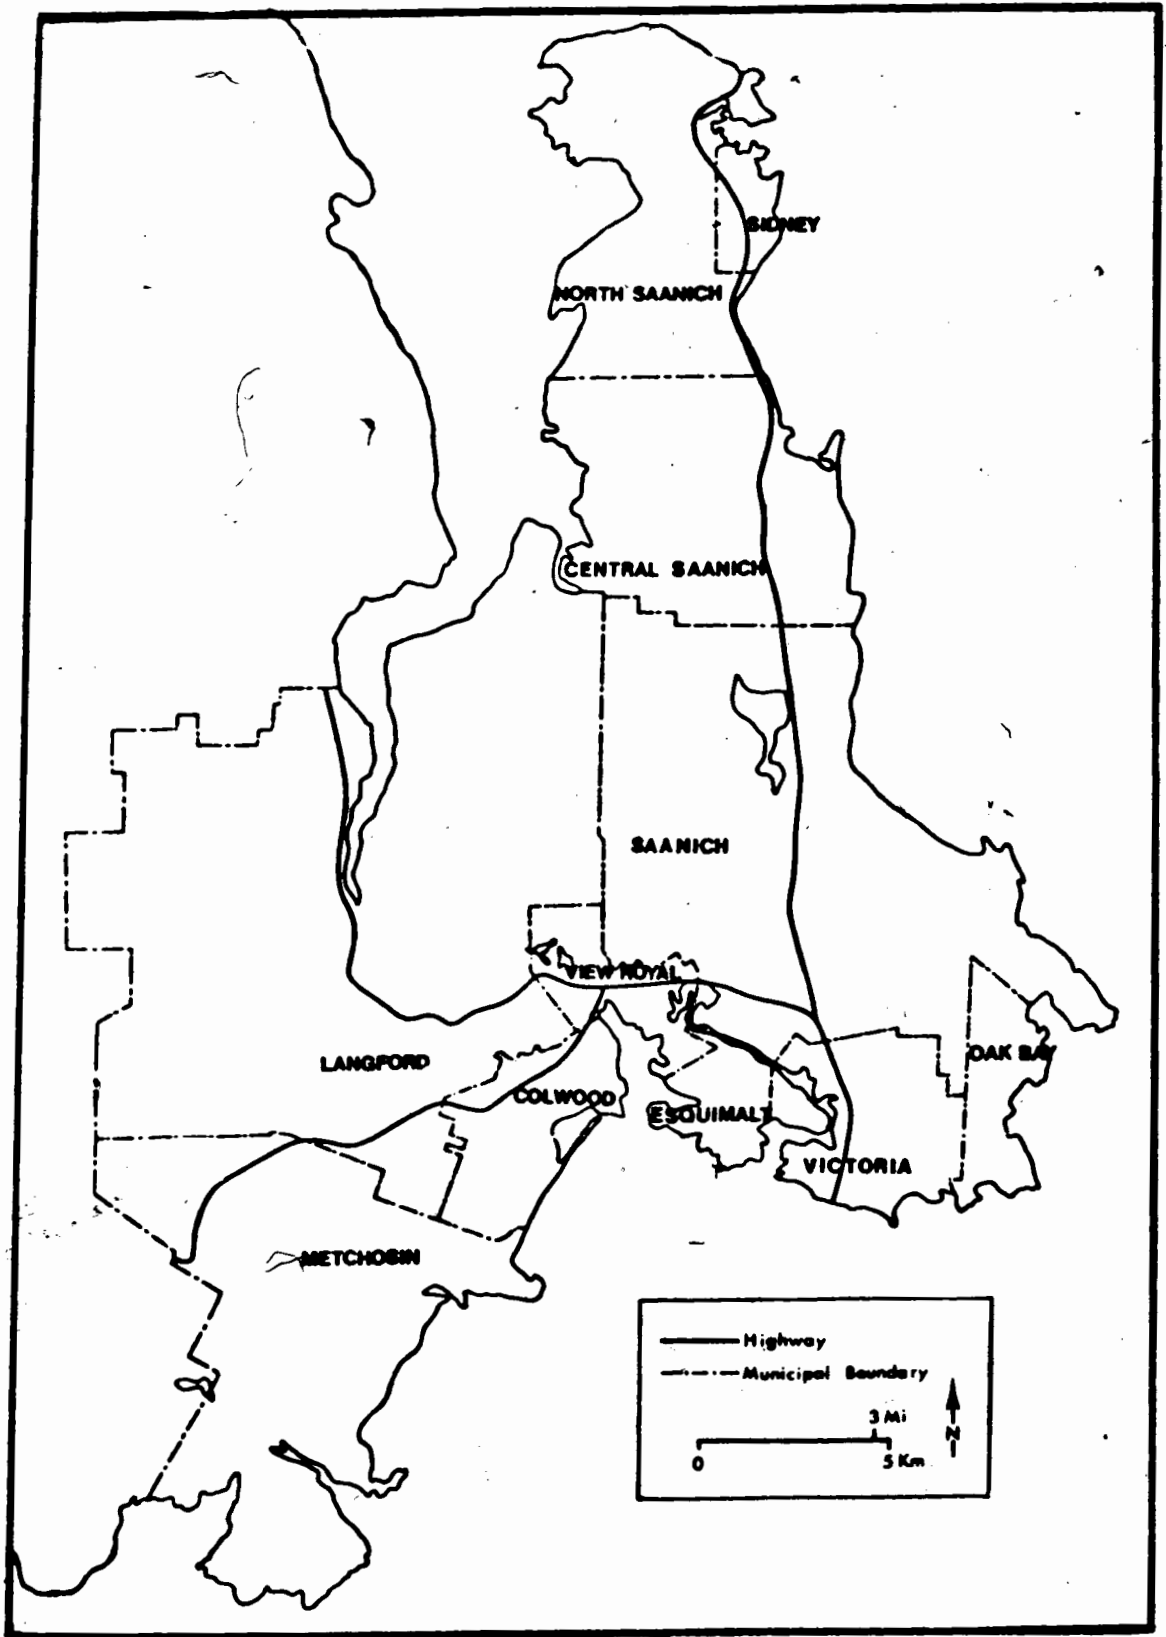 SIDNEY
NORTH SAANICH
CENTRAL SAANICH
SAANICH
VIEW ROYAL
LANGFORD
OAK BAY
COLWOOD
ESQUIMALT
VICTORIA
METCHOSIN
Highway
Municipal Boundary
3 Mi
N
0
5 Km